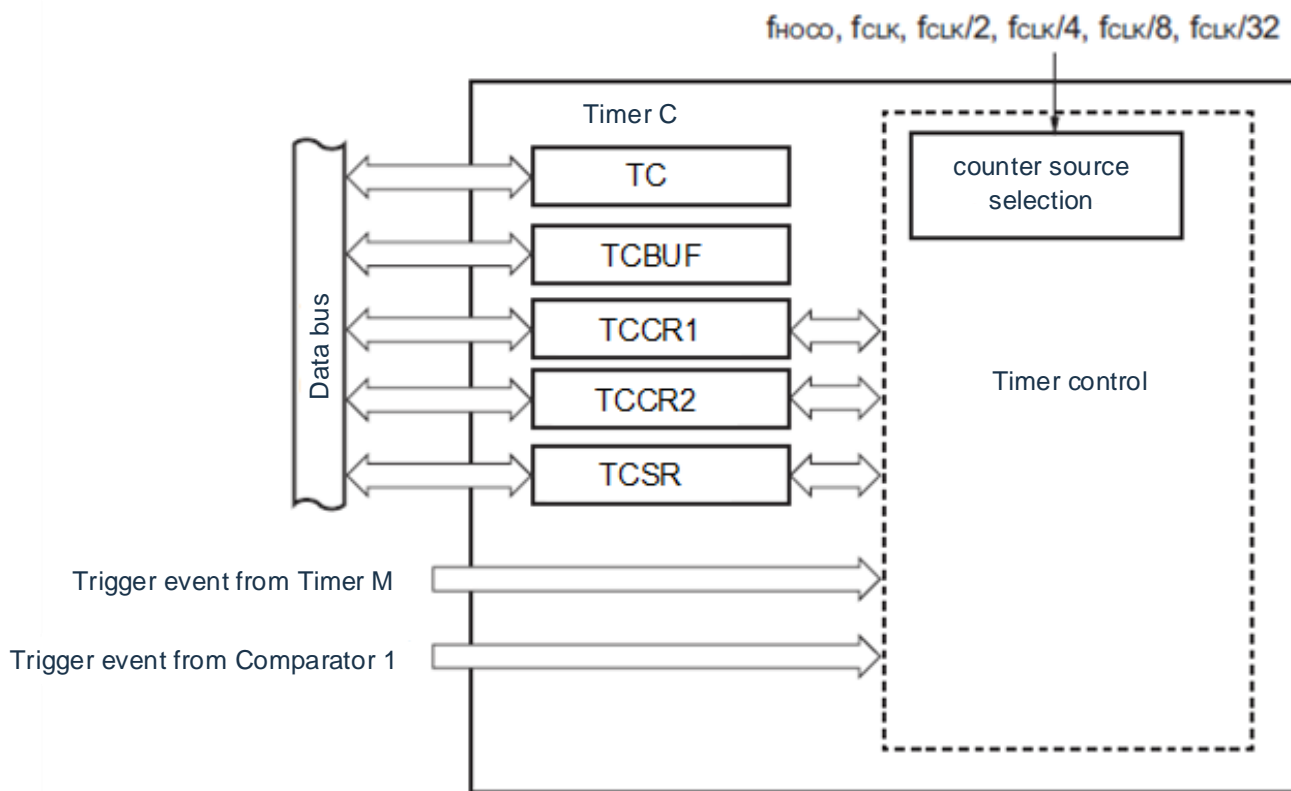 fHOCO, fCLK, fCLK/2, fCLK/4, fCLK/8, fCLK/32
Timer C
TC
counter source
selection
TCBUF
Data bus
TCCR1
Timer control
TCCR2
TCSR
Trigger event from Timer M
Trigger event from Comparator 1